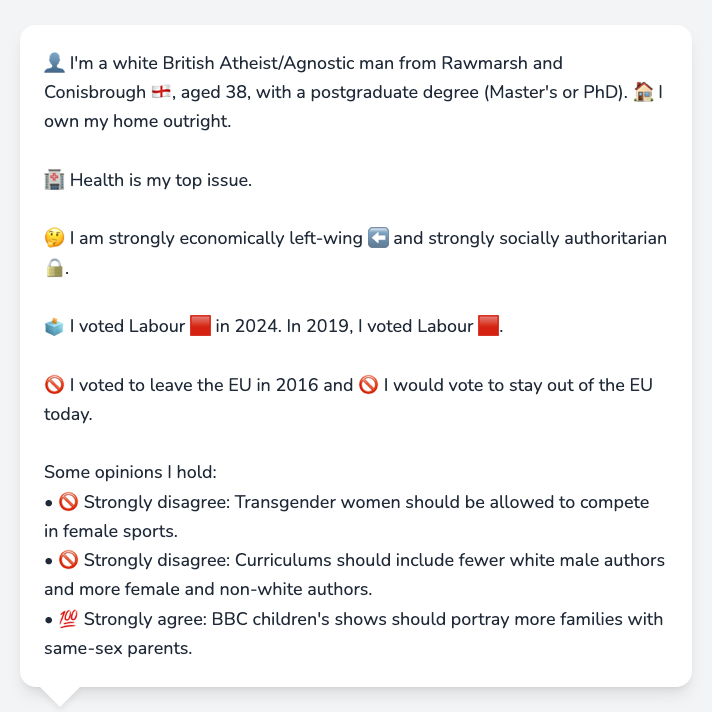 👤 I'm a white British Atheist/Agnostic man from Rawmarsh and
Conisbrough 🏴󠁧󠁢󠁥󠁮󠁧󠁿, aged 38, with a postgraduate degree (Master's or PhD). 🏠 I
own my home outright.
🏥 Health is my top issue.
🤔 I am strongly economically left-wing ⬅️ and strongly socially authoritarian
🔒.
🗳️ I voted Labour 🟥 in 2024. In 2019, I voted Labour 🟥.
🚫 I voted to leave the EU in 2016 and 🚫 I would vote to stay out of the EU
today.
Some opinions I hold:
• 🚫 Strongly disagree: Transgender women should be allowed to compete
in female sports.
• 🚫 Strongly disagree: Curriculums should include fewer white male authors
and more female and non-white authors.
• 💯 Strongly agree: BBC children's shows should portray more families with
same-sex parents.